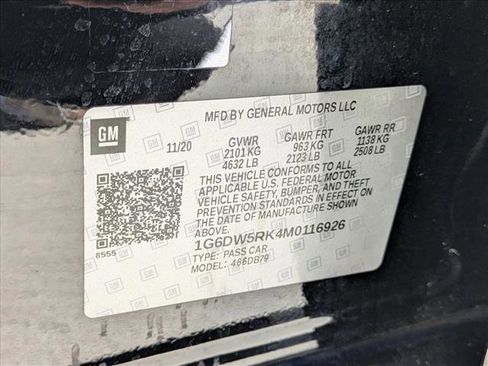 MFD BY GENERAL MOTORS LLC
GM
11/20
GVWR GAWR FRT GAWR RR
2101 KG 963 KG 1138 KG
4632 LB 2123 LB 2508 LB
THIS VEHICLE CONFORMS TO ALL
APPLICABLE U.S. FEDERAL MOTOR
VEHICLE SAFETY, BUMPER, AND THEFT
PREVENTION STANDARDS IN EFFECT ON THE
DATE OF MANUFACTURE SHOWN
ABOVE.
1G6DW5RK4M0116926
TYPE: PASS CAR
MODEL: 466DB79
8555